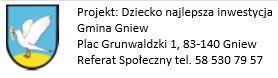 Projekt: Dziecko najlepsza inwestycja
Gmina Gniew
Plac Grunwaldzki 1, 83-140 Gniew
Referat Społeczny tel. 58 530 79 57